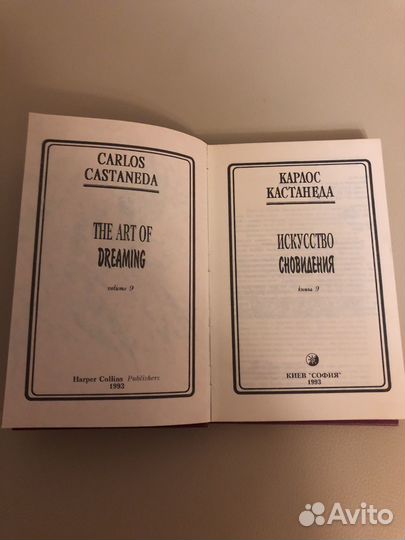 CARLOS
CASTANEDA
THE ART OF
DREAMING
volume 9
Harper Collins Publishers
1993
КАРЛОС
КАСТАНЕДА
ИСКУССТВО
СНОВИДЕНИЯ
книга 9
КИЕВ "СОФИЯ"
1993
Avito